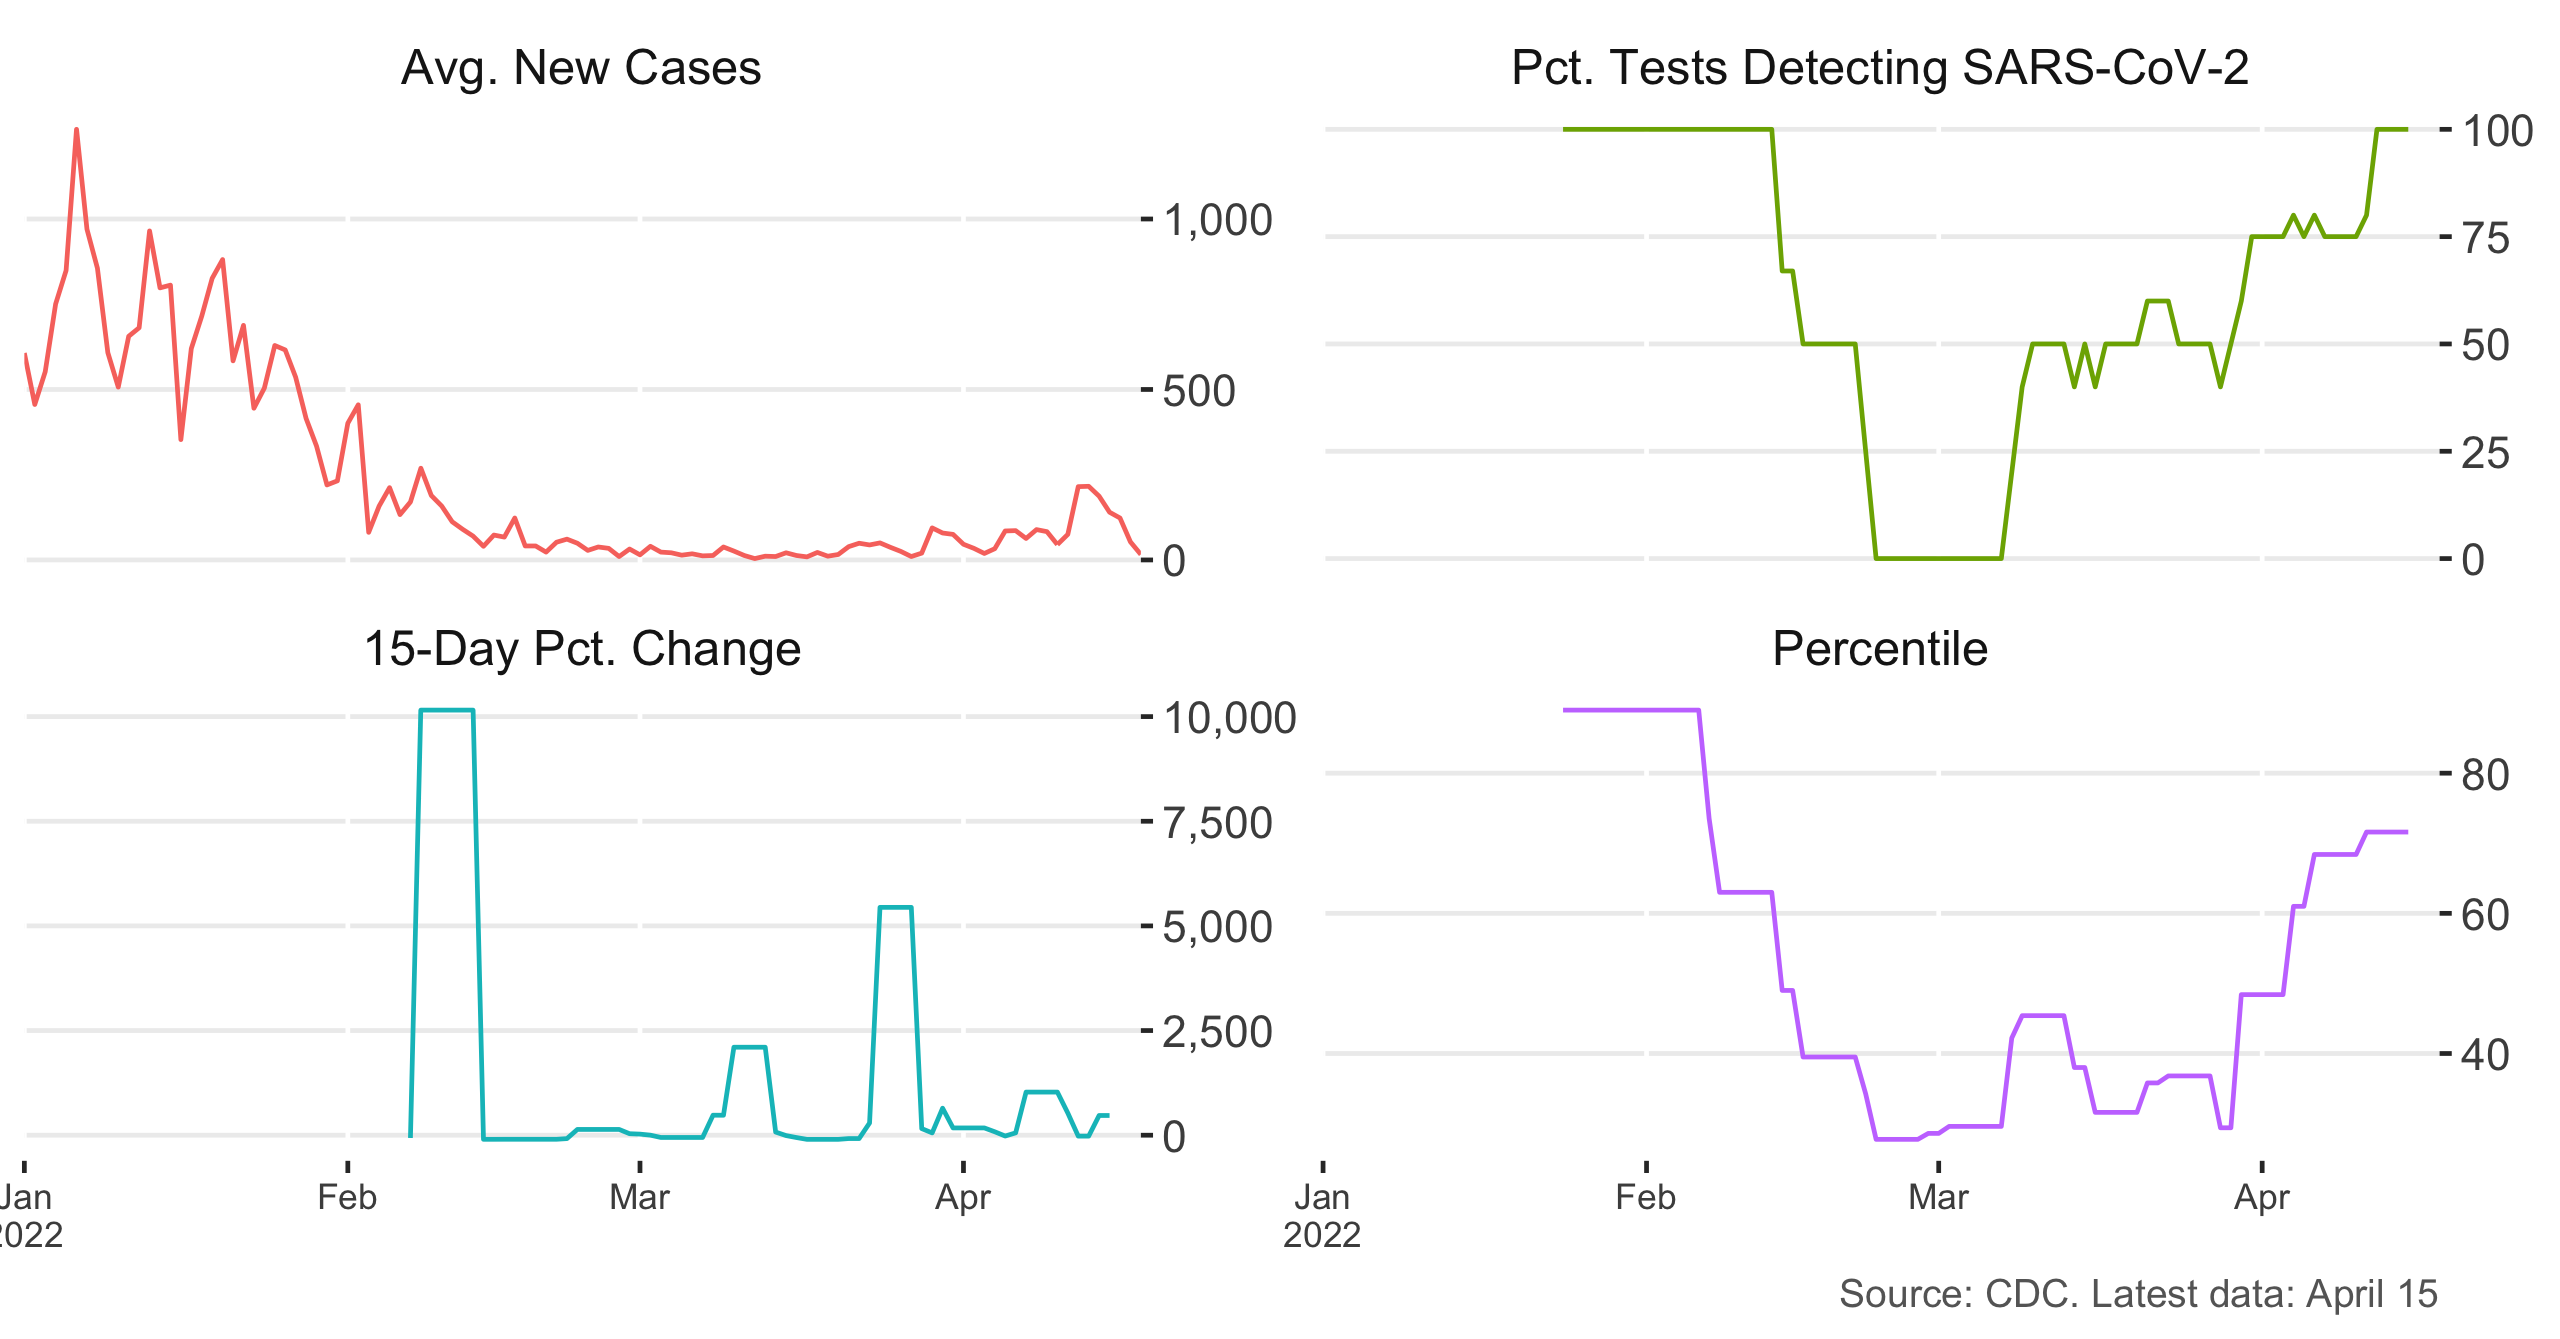 Avg. New Cases
1,000
500
0
Pct. Tests Detecting SARS-CoV-2
100
75
50
25
0
15-Day Pct. Change
10,000
7,500
5,000
2,500
0
Jan
2022
Feb
Mar
Apr
Percentile
80
60
40
Jan
2022
Feb
Mar
Apr
Source: CDC. Latest data: April 15